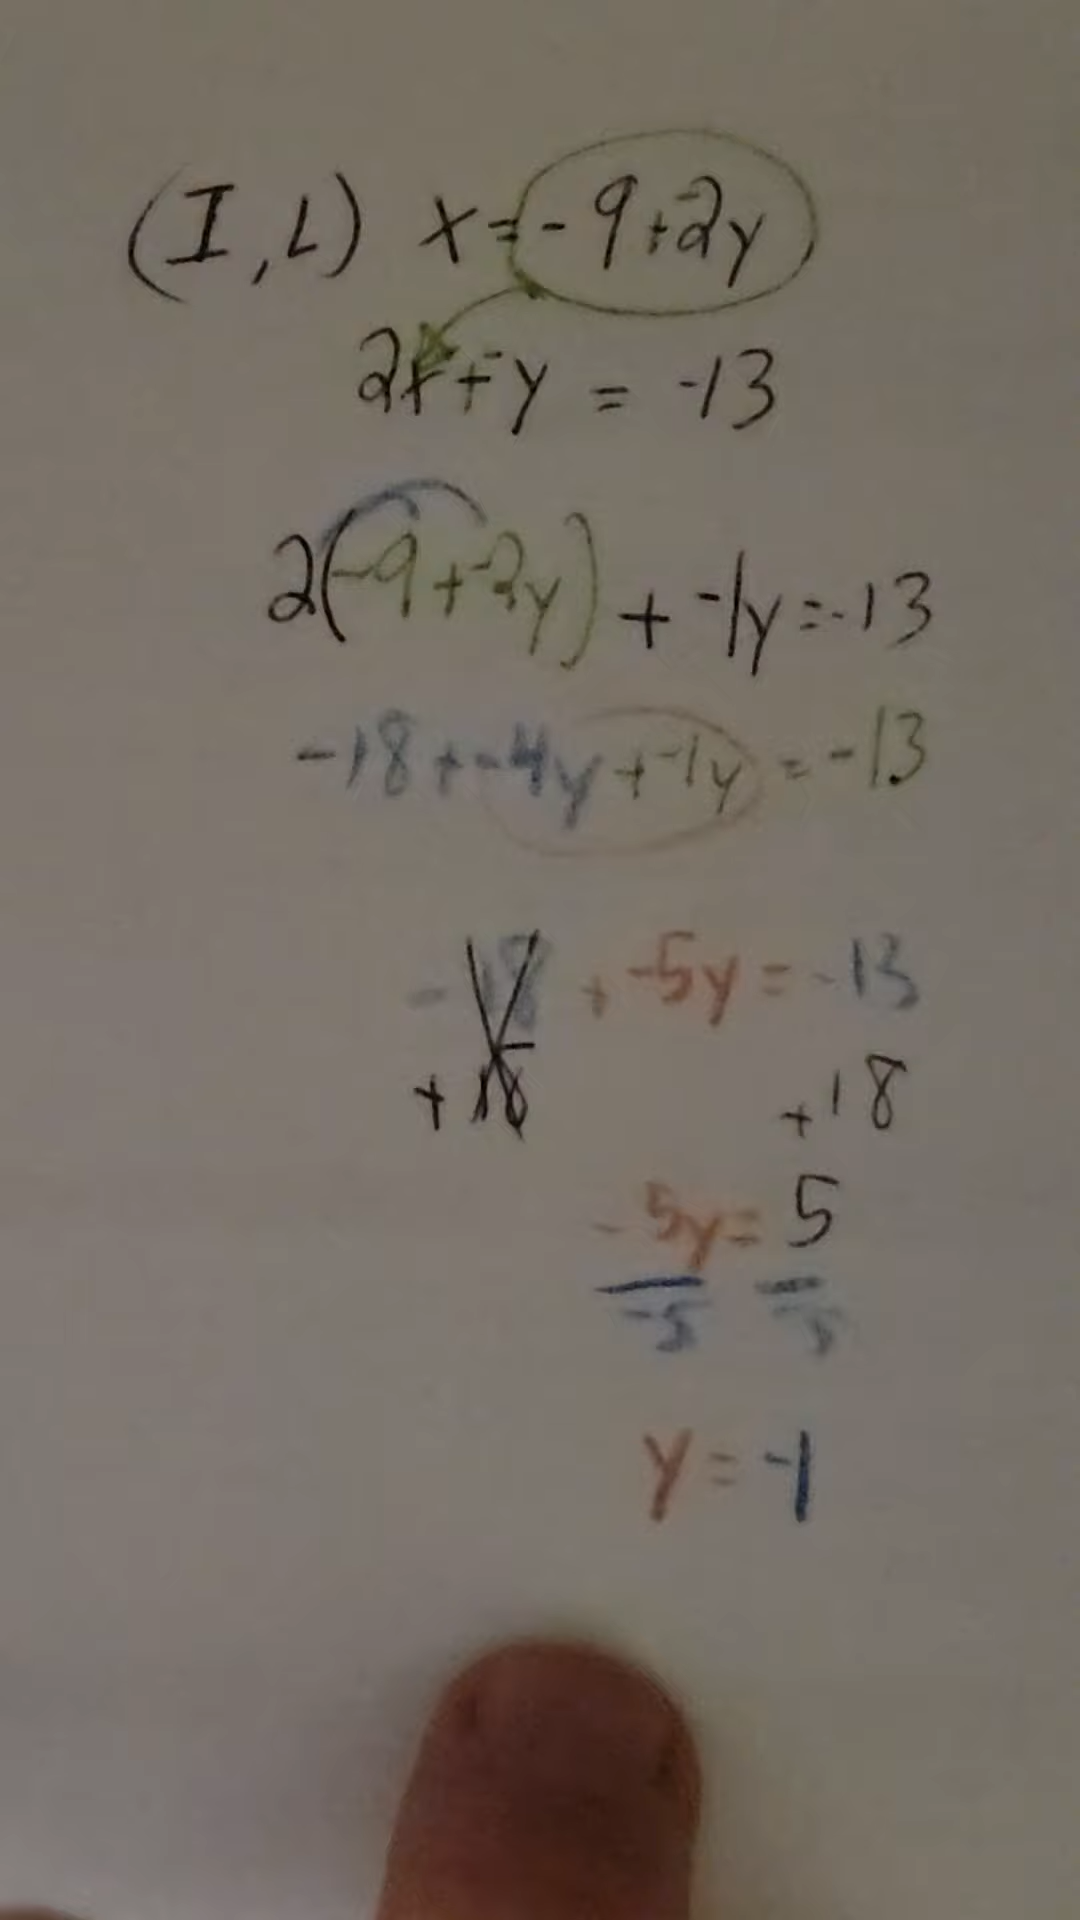 (I,L) x=-9+-2y
2x+-y = -13
2(-9+-2y)+-1y=-13
-18+-4y+-1y=-13
-18+-5y=-13
+18 +18
-5y=5
-5 -5
y=-1